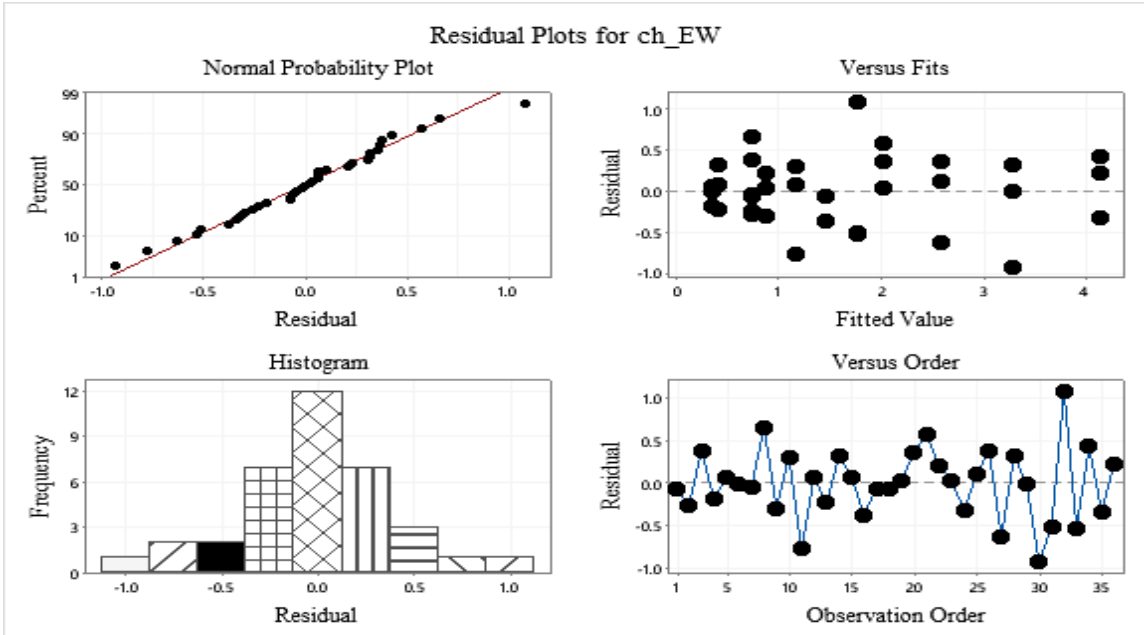 Residual Plots for ch_EW
Normal Probability Plot
99
90
50
10
1
Percent
-1.0 -0.5 0.0 0.5 1.0
Residual
Versus Fits
1.0
0.5
0.0
-0.5
-1.0
Residual
0 1 2 3 4
Fitted Value
Histogram
12
9
6
3
0
Frequency
-1.0 -0.5 0.0 0.5 1.0
Residual
Versus Order
1.0
0.5
0.0
-0.5
-1.0
Residual
1 5 10 15 20 25 30 35
Observation Order